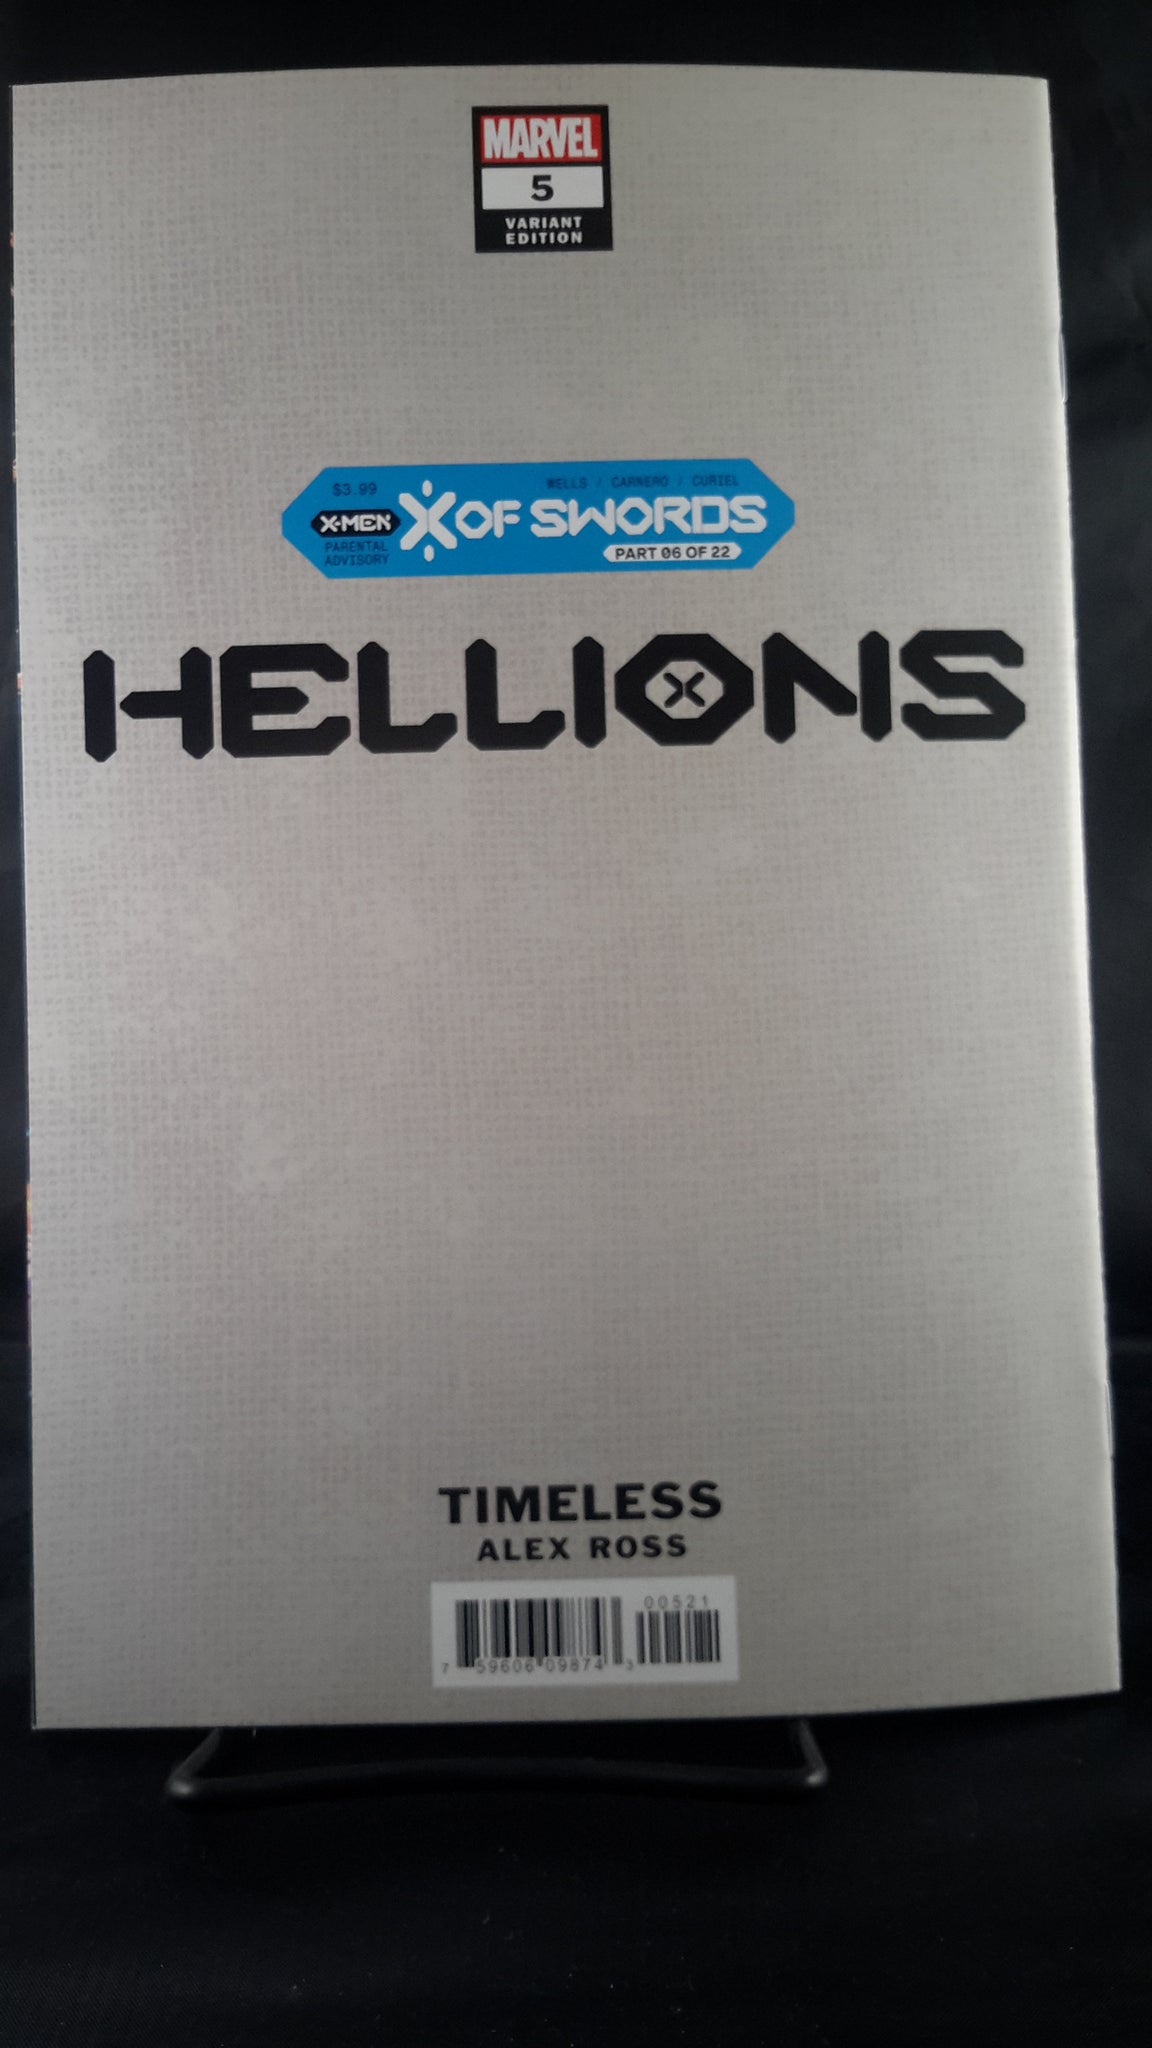 MARVEL
5
VARIANT
EDITION
$3.99
WELLS / CARNERO / CURIEL
X-MEN
X OF SWORDS
PARENTAL
ADVISORY
PART 06 OF 22
HELLIONS
TIMELESS
ALEX ROSS
00521
7 59606 09874 3